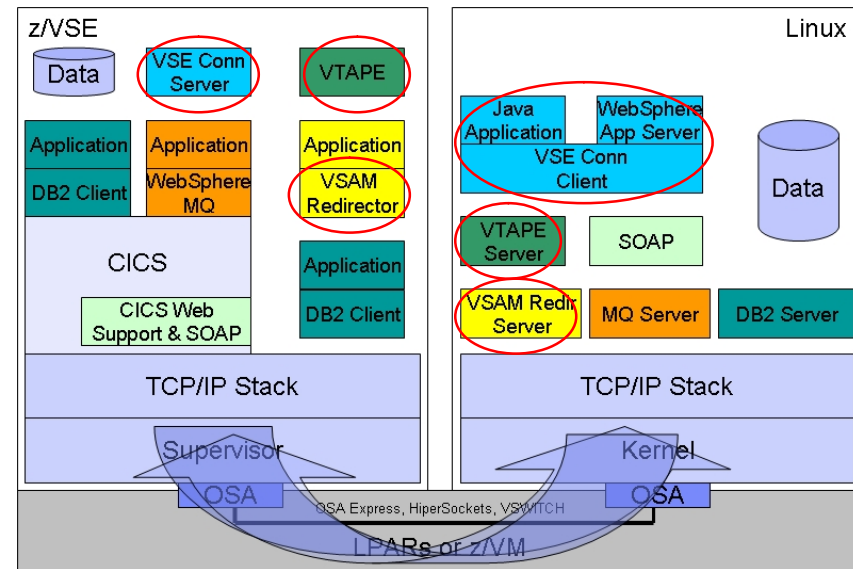 z/VSE
Data
VSE Conn
Server
VTAPE
Application
DB2 Client
Application
WebSphere
MQ
Application
VSAM
Redirector
CICS
CICS Web
Support & SOAP
Application
DB2 Client
TCP/IP Stack
Supervisor
OSA
Linux
Java
Application
WebSphere
App Server
VSE Conn
Client
Data
VTAPE
Server
SOAP
VSAM Redir
Server
MQ Server
DB2 Server
TCP/IP Stack
Kernel
OSA
OSA Express, HiperSockets, VSWITCH
LPARs or z/VM